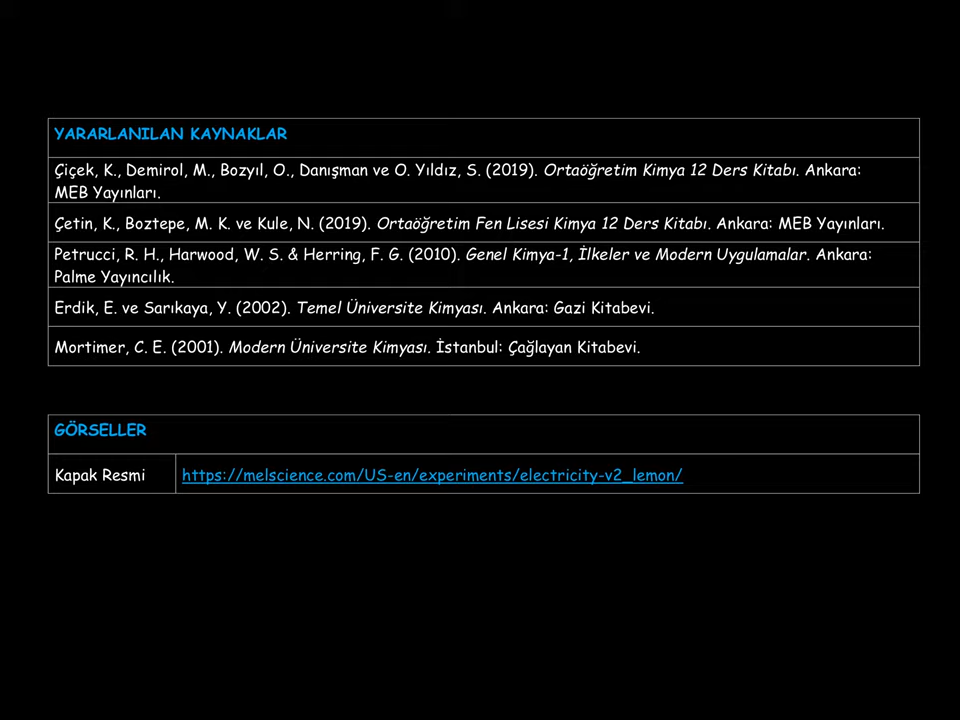 YARARLANILAN KAYNAKLAR
Çiçek, K., Demirol, M., Bozyıl, O., Danışman ve O. Yıldız, S. (2019). Ortaöğretim Kimya 12 Ders Kitabı. Ankara:
MEB Yayınları.
Çetin, K., Boztepe, M. K. ve Kule, N. (2019). Ortaöğretim Fen Lisesi Kimya 12 Ders Kitabı. Ankara: MEB Yayınları.
Petrucci, R. H., Harwood, W. S. & Herring, F. G. (2010). Genel Kimya-1, İlkeler ve Modern Uygulamalar. Ankara:
Palme Yayıncılık.
Erdik, E. ve Sarıkaya, Y. (2002). Temel Üniversite Kimyası. Ankara: Gazi Kitabevi.
Mortimer, C. E. (2001). Modern Üniversite Kimyası. İstanbul: Çağlayan Kitabevi.
GÖRSELLER
Kapak Resmi https://melscience.com/US-en/experiments/electricity-v2_lemon/